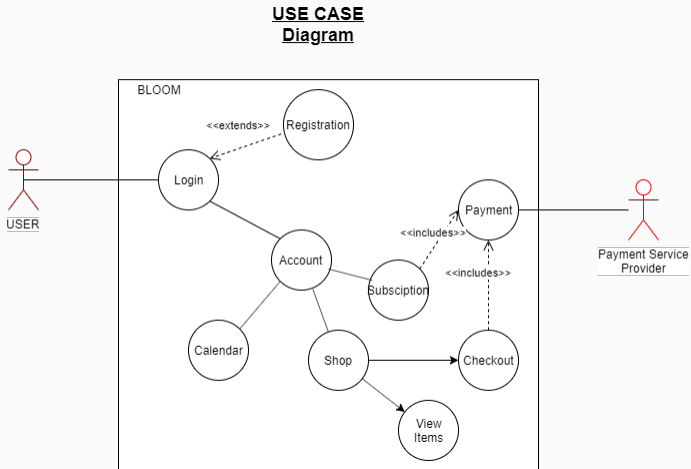 USE CASE
Diagram
BLOOM
<<extends>>
Registration
Login
USER
Payment
<<includes>>
Payment Service
Provider
Account
<<includes>>
Subsciption
Calendar
Shop
Checkout
View
Items